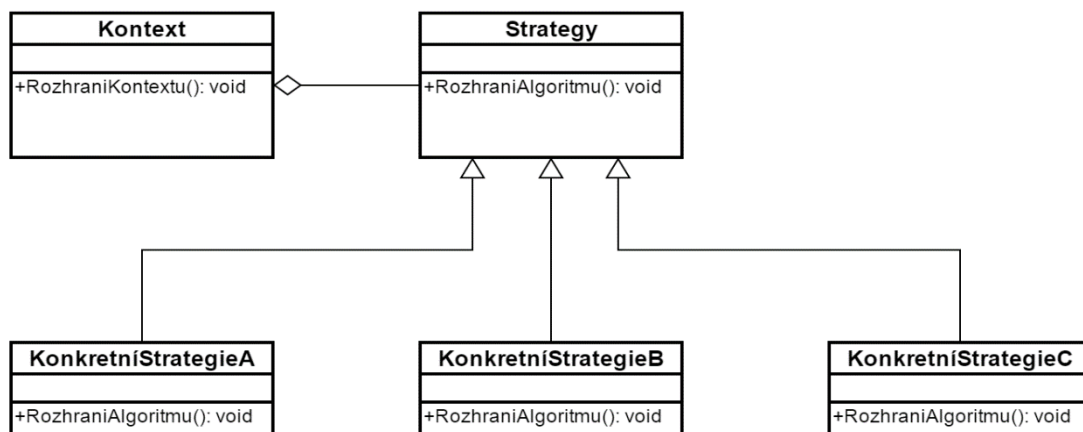 Kontext
+RozhraniKontextu(): void
Strategy
+RozhraniAlgoritmu(): void
KonkretníStrategieA
+RozhraniAlgoritmu(): void
KonkretníStrategieB
+RozhraniAlgoritmu(): void
KonkretníStrategieC
+RozhraniAlgoritmu(): void